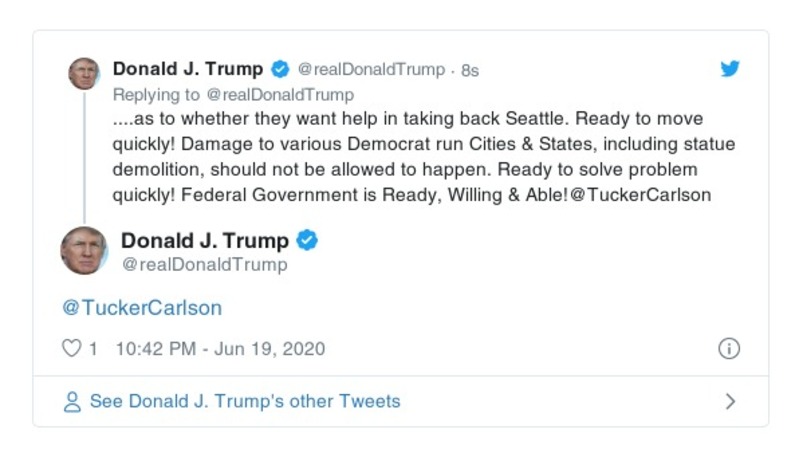 Donald J. Trump @realDonaldTrump · 8s
Replying to @realDonaldTrump
....as to whether they want help in taking back Seattle. Ready to move
quickly! Damage to various Democrat run Cities & States, including statue
demolition, should not be allowed to happen. Ready to solve problem
quickly! Federal Government is Ready, Willing & Able!@TuckerCarlson
Donald J. Trump
@realDonaldTrump
@TuckerCarlson
1 10:42 PM - Jun 19, 2020
See Donald J. Trump's other Tweets